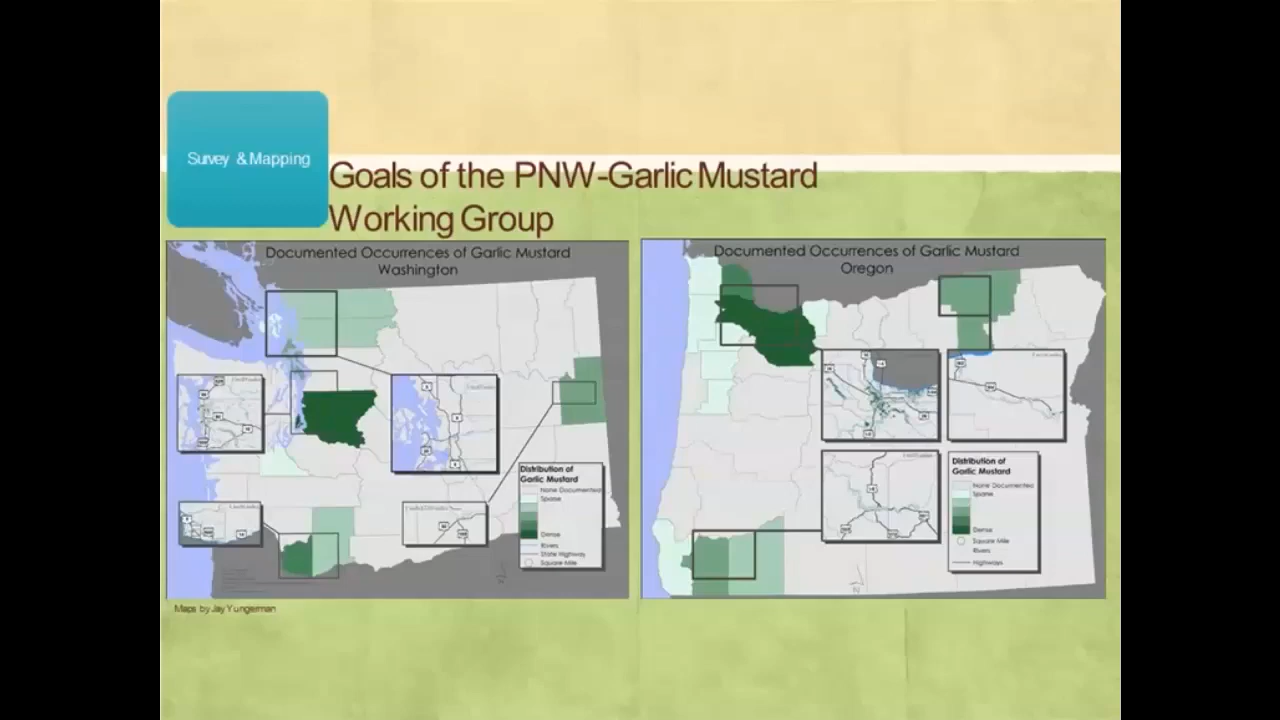 Survey & Mapping
Goals of the PNW-Garlic Mustard
Working Group
Documented Occurrences of Garlic Mustard
Washington
Distribution of
Garlic Mustard
None Documented
Sparse
Dense
Rivers
State Highway
Square Mile
Documented Occurrences of Garlic Mustard
Oregon
Distribution of
Garlic Mustard
None Documented
Sparse
Dense
Square Mile
Rivers
Highways
N
Maps by Jay Yungerman